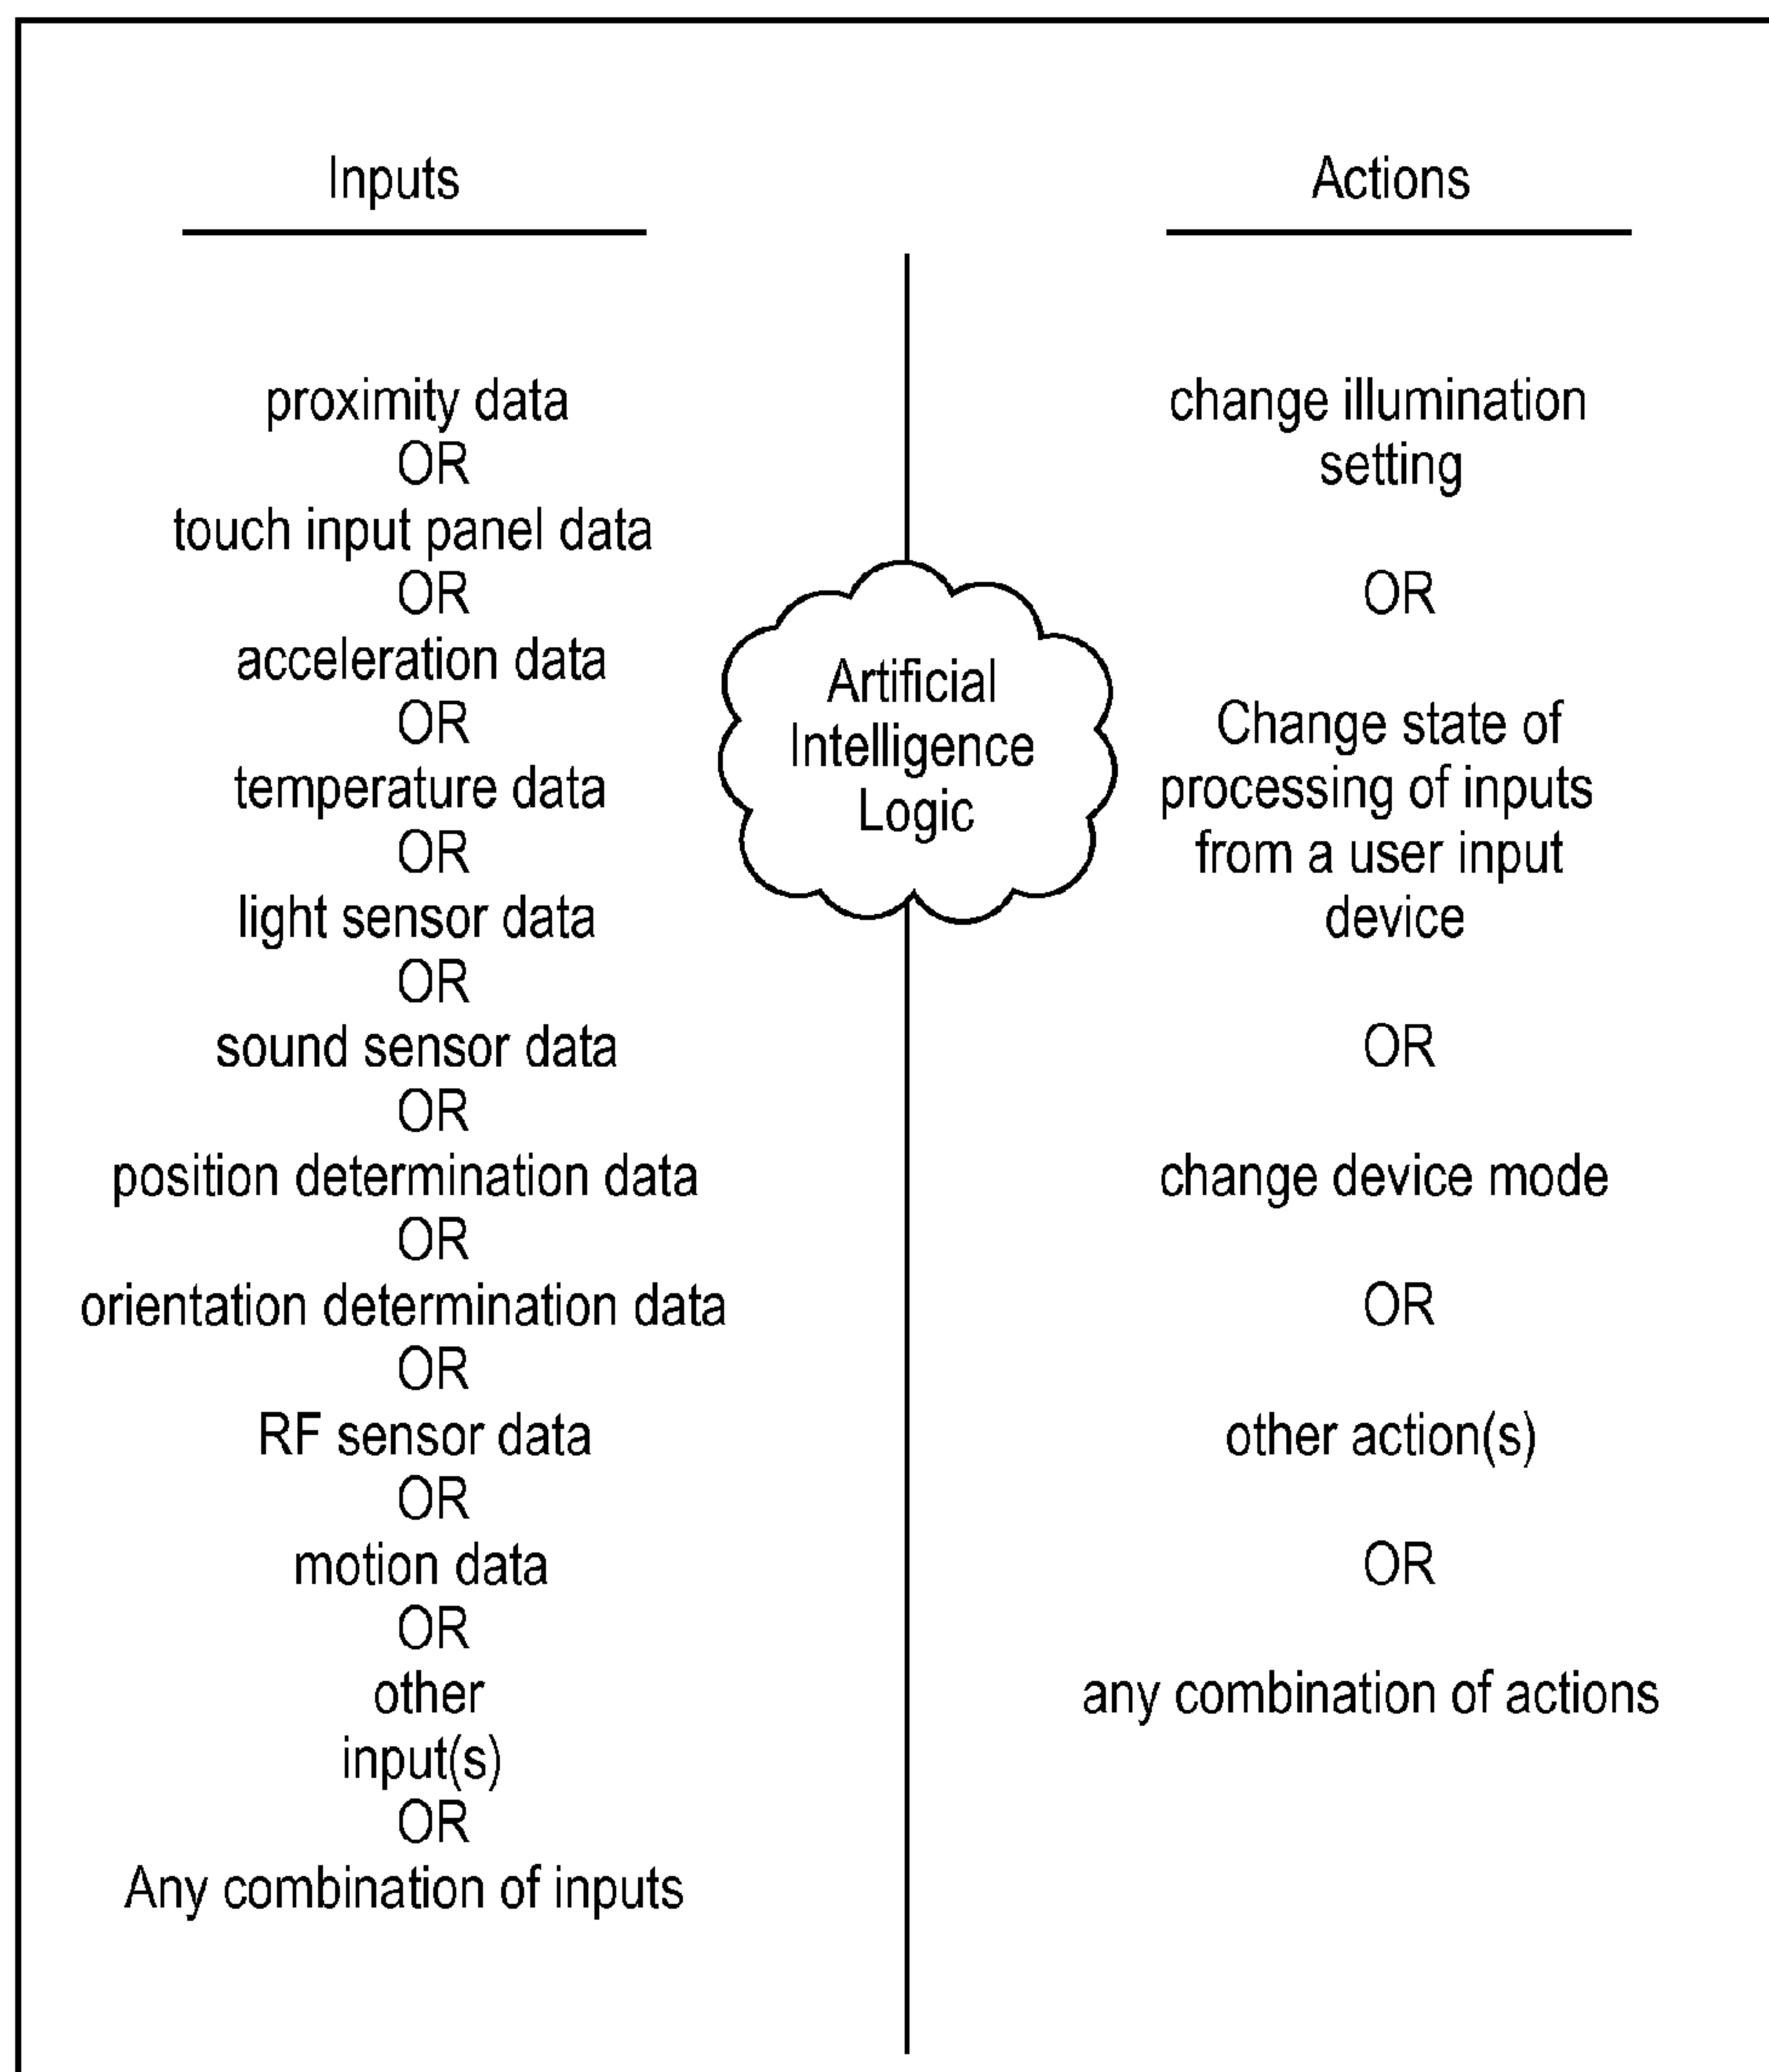 Inputs
proximity data
OR
touch input panel data
OR
acceleration data
OR
temperature data
OR
light sensor data
OR
sound sensor data
OR
position determination data
OR
orientation determination data
OR
RF sensor data
OR
motion data
OR
other
input(s)
OR
Any combination of inputs
Artificial
Intelligence
Logic
Actions
change illumination
setting
OR
Change state of
processing of inputs
from a user input
device
OR
change device mode
OR
other action(s)
OR
any combination of actions